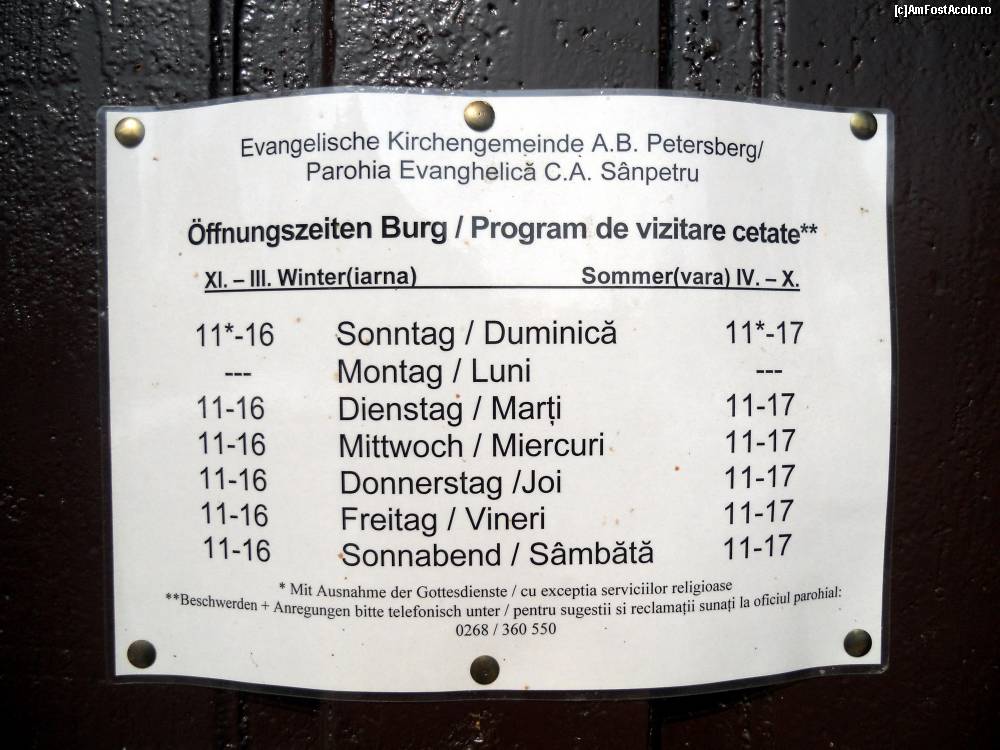 [c]AmFostAcolo.ro
Evangelische Kirchengemeinde A.B. Petersberg/
Parohia Evanghelică C.A. Sânpetru
Öffnungszeiten Burg / Program de vizitare cetate**
XI. – III. Winter(iarna) Sommer(vara) IV. – X.
11*-16 Sonntag / Duminică 11*-17
--- Montag / Luni ---
11-16 Dienstag / Marți 11-17
11-16 Mittwoch / Miercuri 11-17
11-16 Donnerstag /Joi 11-17
11-16 Freitag / Vineri 11-17
11-16 Sonnabend / Sâmbătă 11-17
* Mit Ausnahme der Gottesdienste / cu exceptia serviciilor religioase
**Beschwerden + Anregungen bitte telefonisch unter / pentru sugestii si reclamații sunați la oficiul parohial:
0268 / 360 550